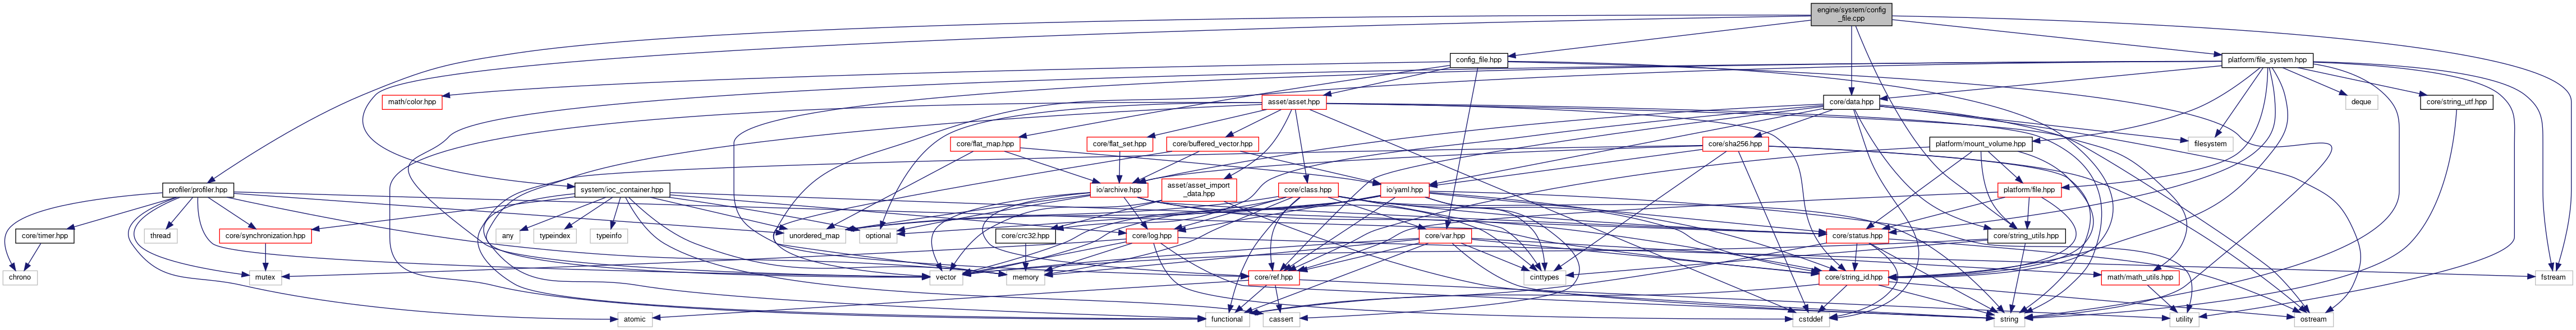 engine/system/config
_file.cpp
config_file.hpp
platform/file_system.hpp
math/color.hpp
asset/asset.hpp
core/data.hpp
deque
core/string_utf.hpp
core/flat_map.hpp
core/flat_set.hpp
core/buffered_vector.hpp
core/sha256.hpp
platform/mount_volume.hpp
filesystem
profiler/profiler.hpp
system/ioc_container.hpp
io/archive.hpp
asset/asset_import
_data.hpp
core/class.hpp
io/yaml.hpp
platform/file.hpp
core/timer.hpp
thread
core/synchronization.hpp
any
typeindex
typeinfo
unordered_map
optional
core/crc32.hpp
core/log.hpp
core/var.hpp
core/status.hpp
core/string_utils.hpp
chrono
mutex
vector
memory
core/ref.hpp
cinttypes
core/string_id.hpp
math/math_utils.hpp
fstream
atomic
functional
cassert
cstddef
string
utility
ostream